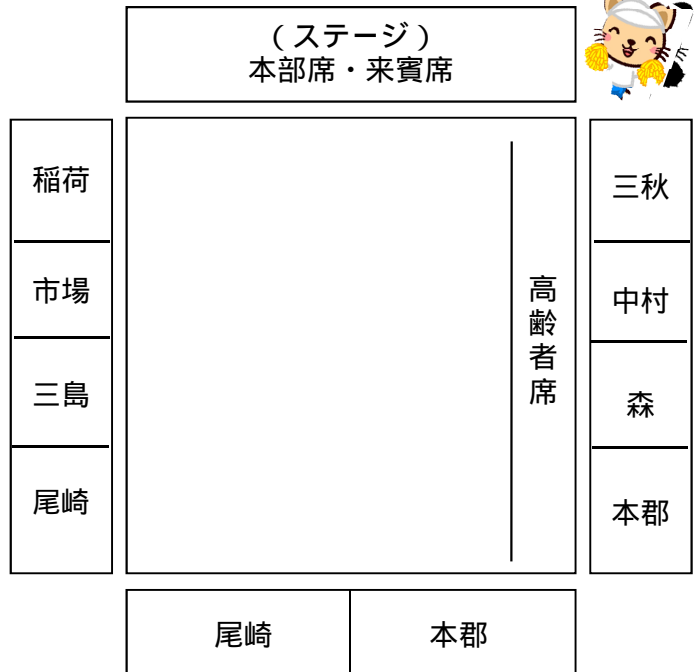 （ステージ）
本部席・来賓席
稲荷
市場
三島
尾崎
高齢者席
三秋
中村
森
本郡
尾崎
本郡